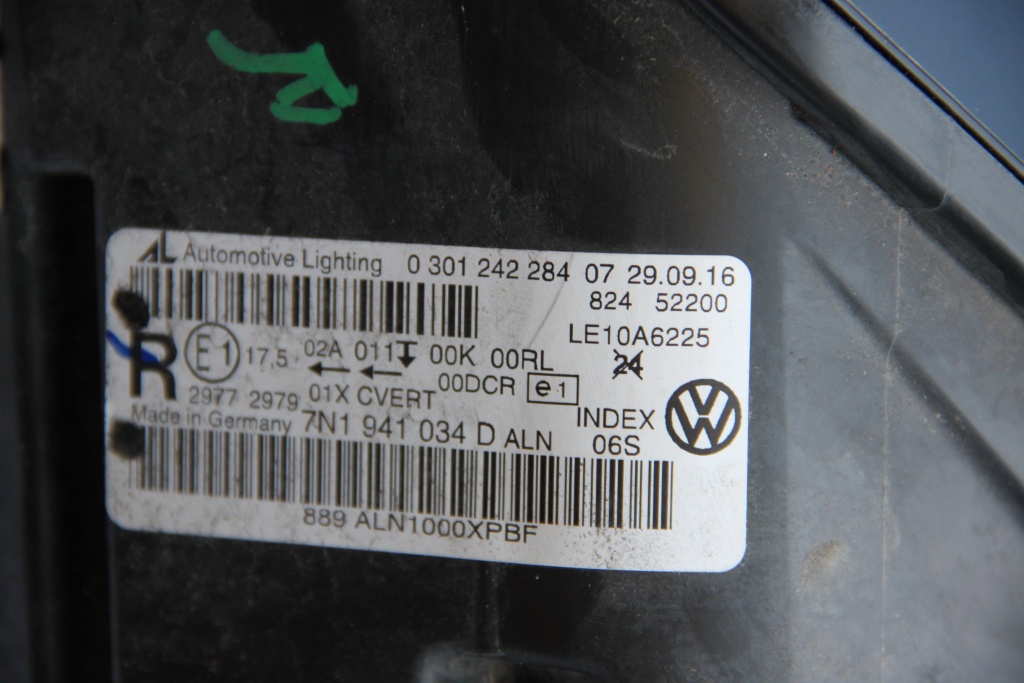 AL Automotive Lighting 0 301 242 284 07 29.09.16
824 52200
LE10A6225
R E1 17,5 02A 011 00K 00RL 24
2977 2979 01X CVERT 00DCR e1
Made in Germany 7N1 941 034 D ALN INDEX
06S
889 ALN1000XPBF